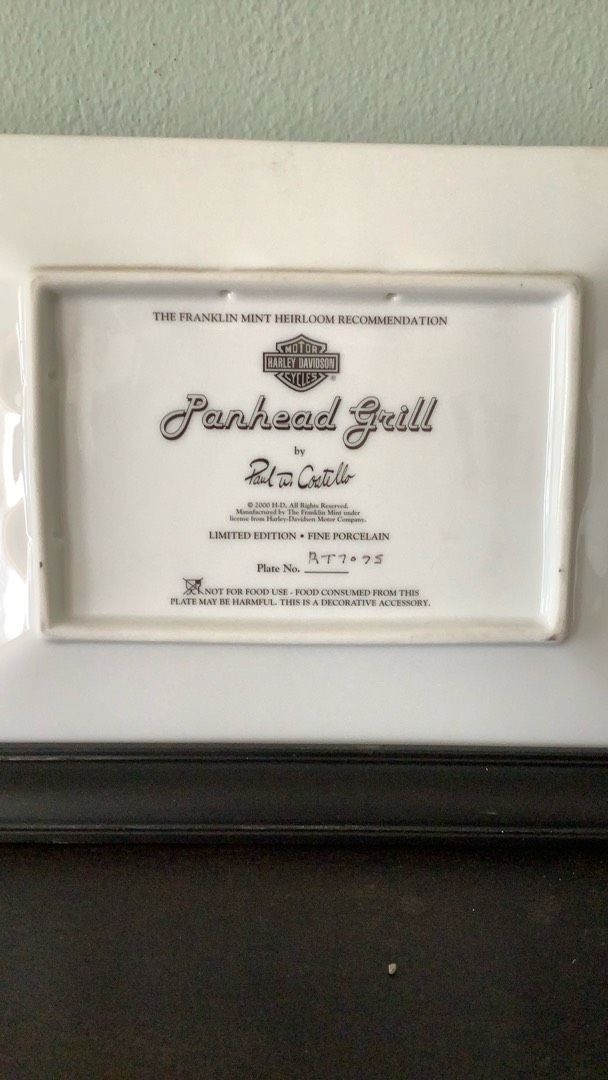 THE FRANKLIN MINT HEIRLOOM RECOMMENDATION
MOTOR
HARLEY DAVIDSON
CYCLES
®
Panhead Grill
by
Paul W. Costello
© 2000 H-D, All Rights Reserved.
Manufactured by The Franklin Mint under
license from Harley-Davidson Motor Company.
LIMITED EDITION • FINE PORCELAIN
Plate No. RT7075
NOT FOR FOOD USE - FOOD CONSUMED FROM THIS
PLATE MAY BE HARMFUL. THIS IS A DECORATIVE ACCESSORY.